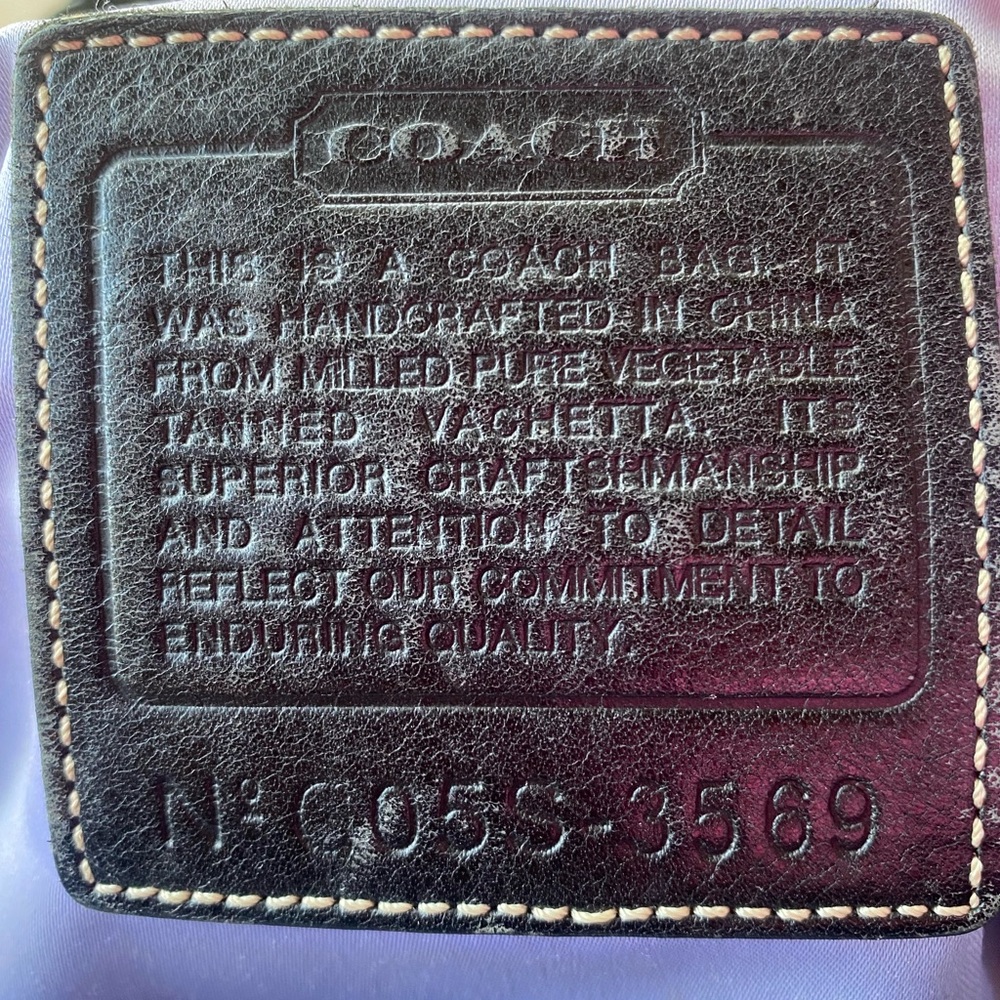 COACH
THIS IS A COACH BAG. IT
WAS HANDCRAFTED IN CHINA
FROM MILLED PURE VEGETABLE
TANNED VACHETTA. ITS
SUPERIOR CRAFTSHMANSHIP
AND ATTENTION TO DETAIL
REFLECT OUR COMMITMENT TO
ENDURING QUALITY.
Nº C05S-3569